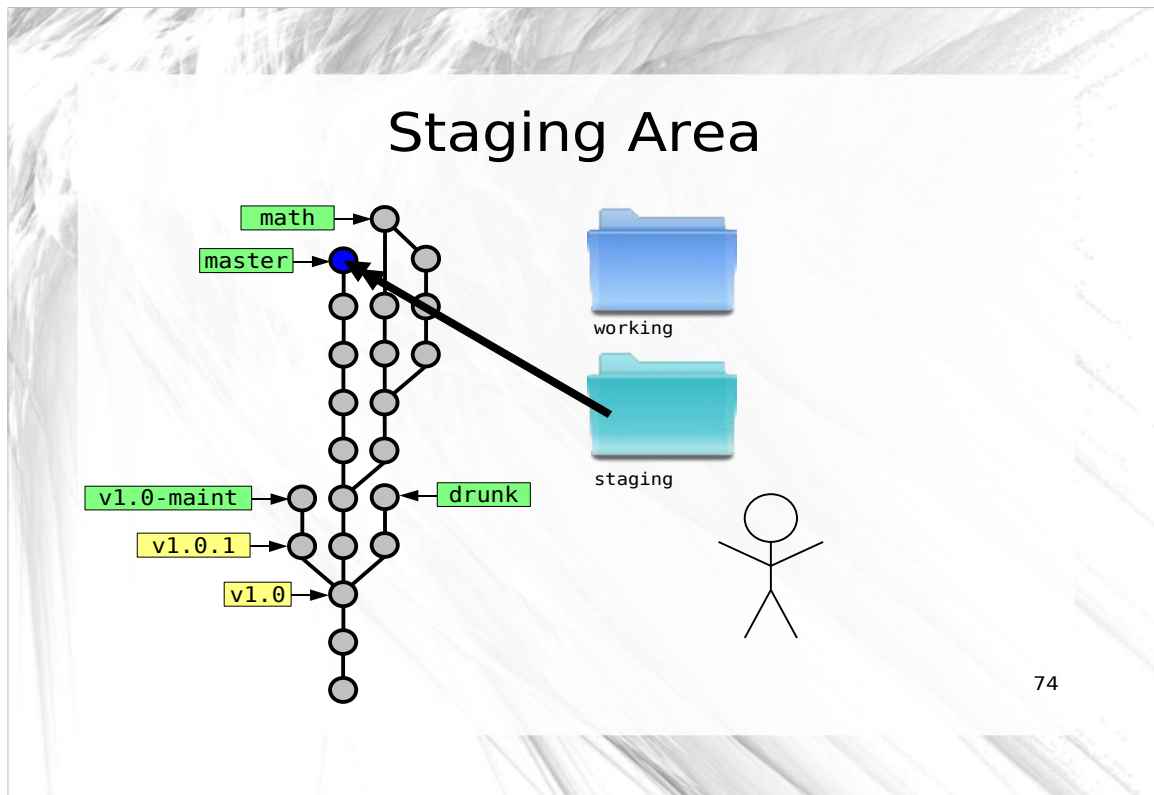 Staging Area
math
master
working
staging
v1.0-maint
drunk
v1.0.1
v1.0
74